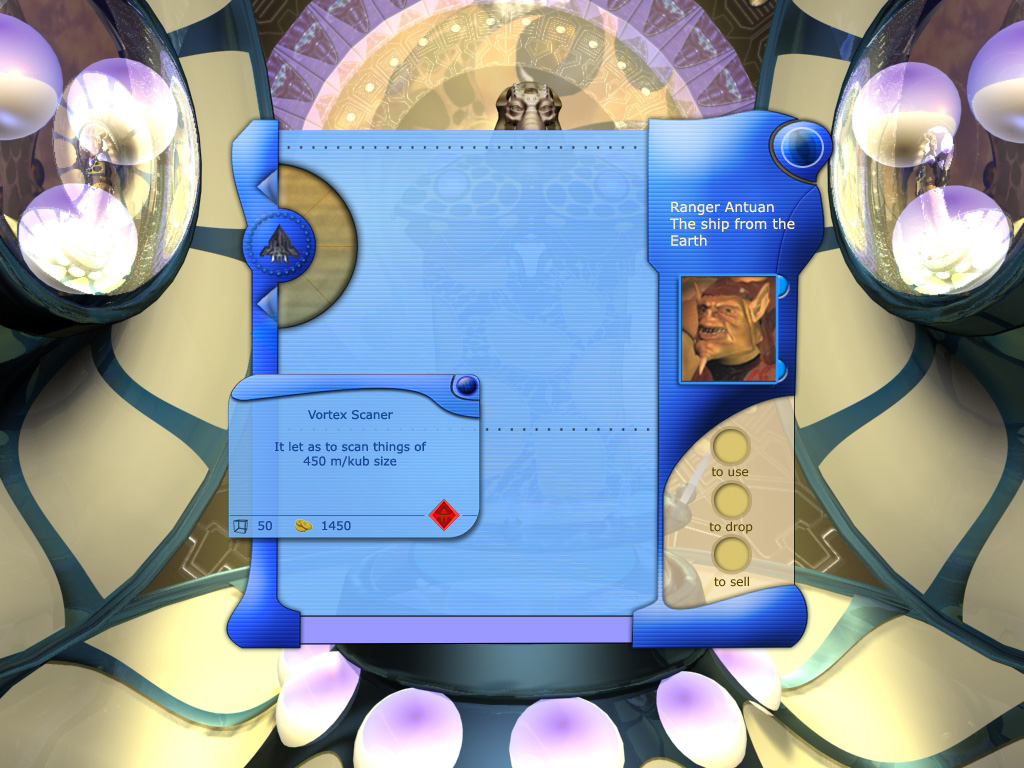 Ranger Antuan
The ship from the
Earth
Vortex Scaner
It let as to scan things of
450 m/kub size
50
1450
to use
to drop
to sell